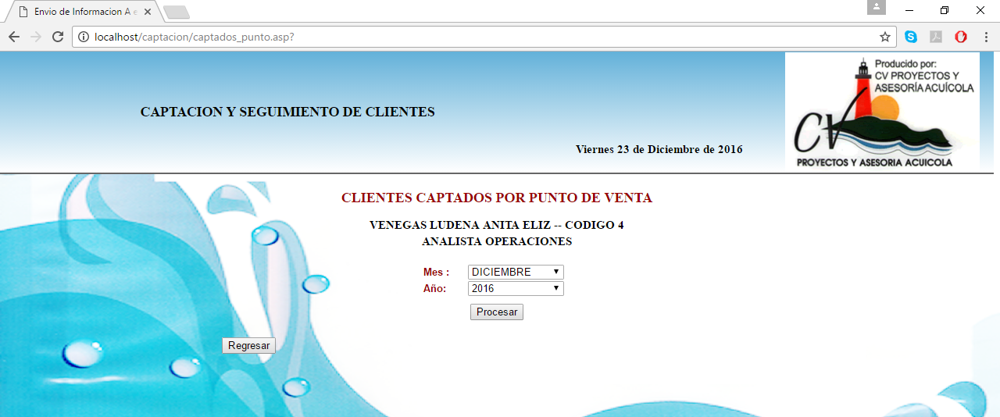 Envio de Informacion A e
localhost/captacion/captados_punto.asp?
Producido por:
CV PROYECTOS Y
ASESORÍA ACUÍCOLA
CAPTACION Y SEGUIMIENTO DE CLIENTES
Viernes 23 de Diciembre de 2016
CV
PROYECTOS Y ASESORIA ACUICOLA
CLIENTES CAPTADOS POR PUNTO DE VENTA
VENEGAS LUDENA ANITA ELIZ -- CODIGO 4
ANALISTA OPERACIONES
Mes : DICIEMBRE
Año: 2016
Procesar
Regresar